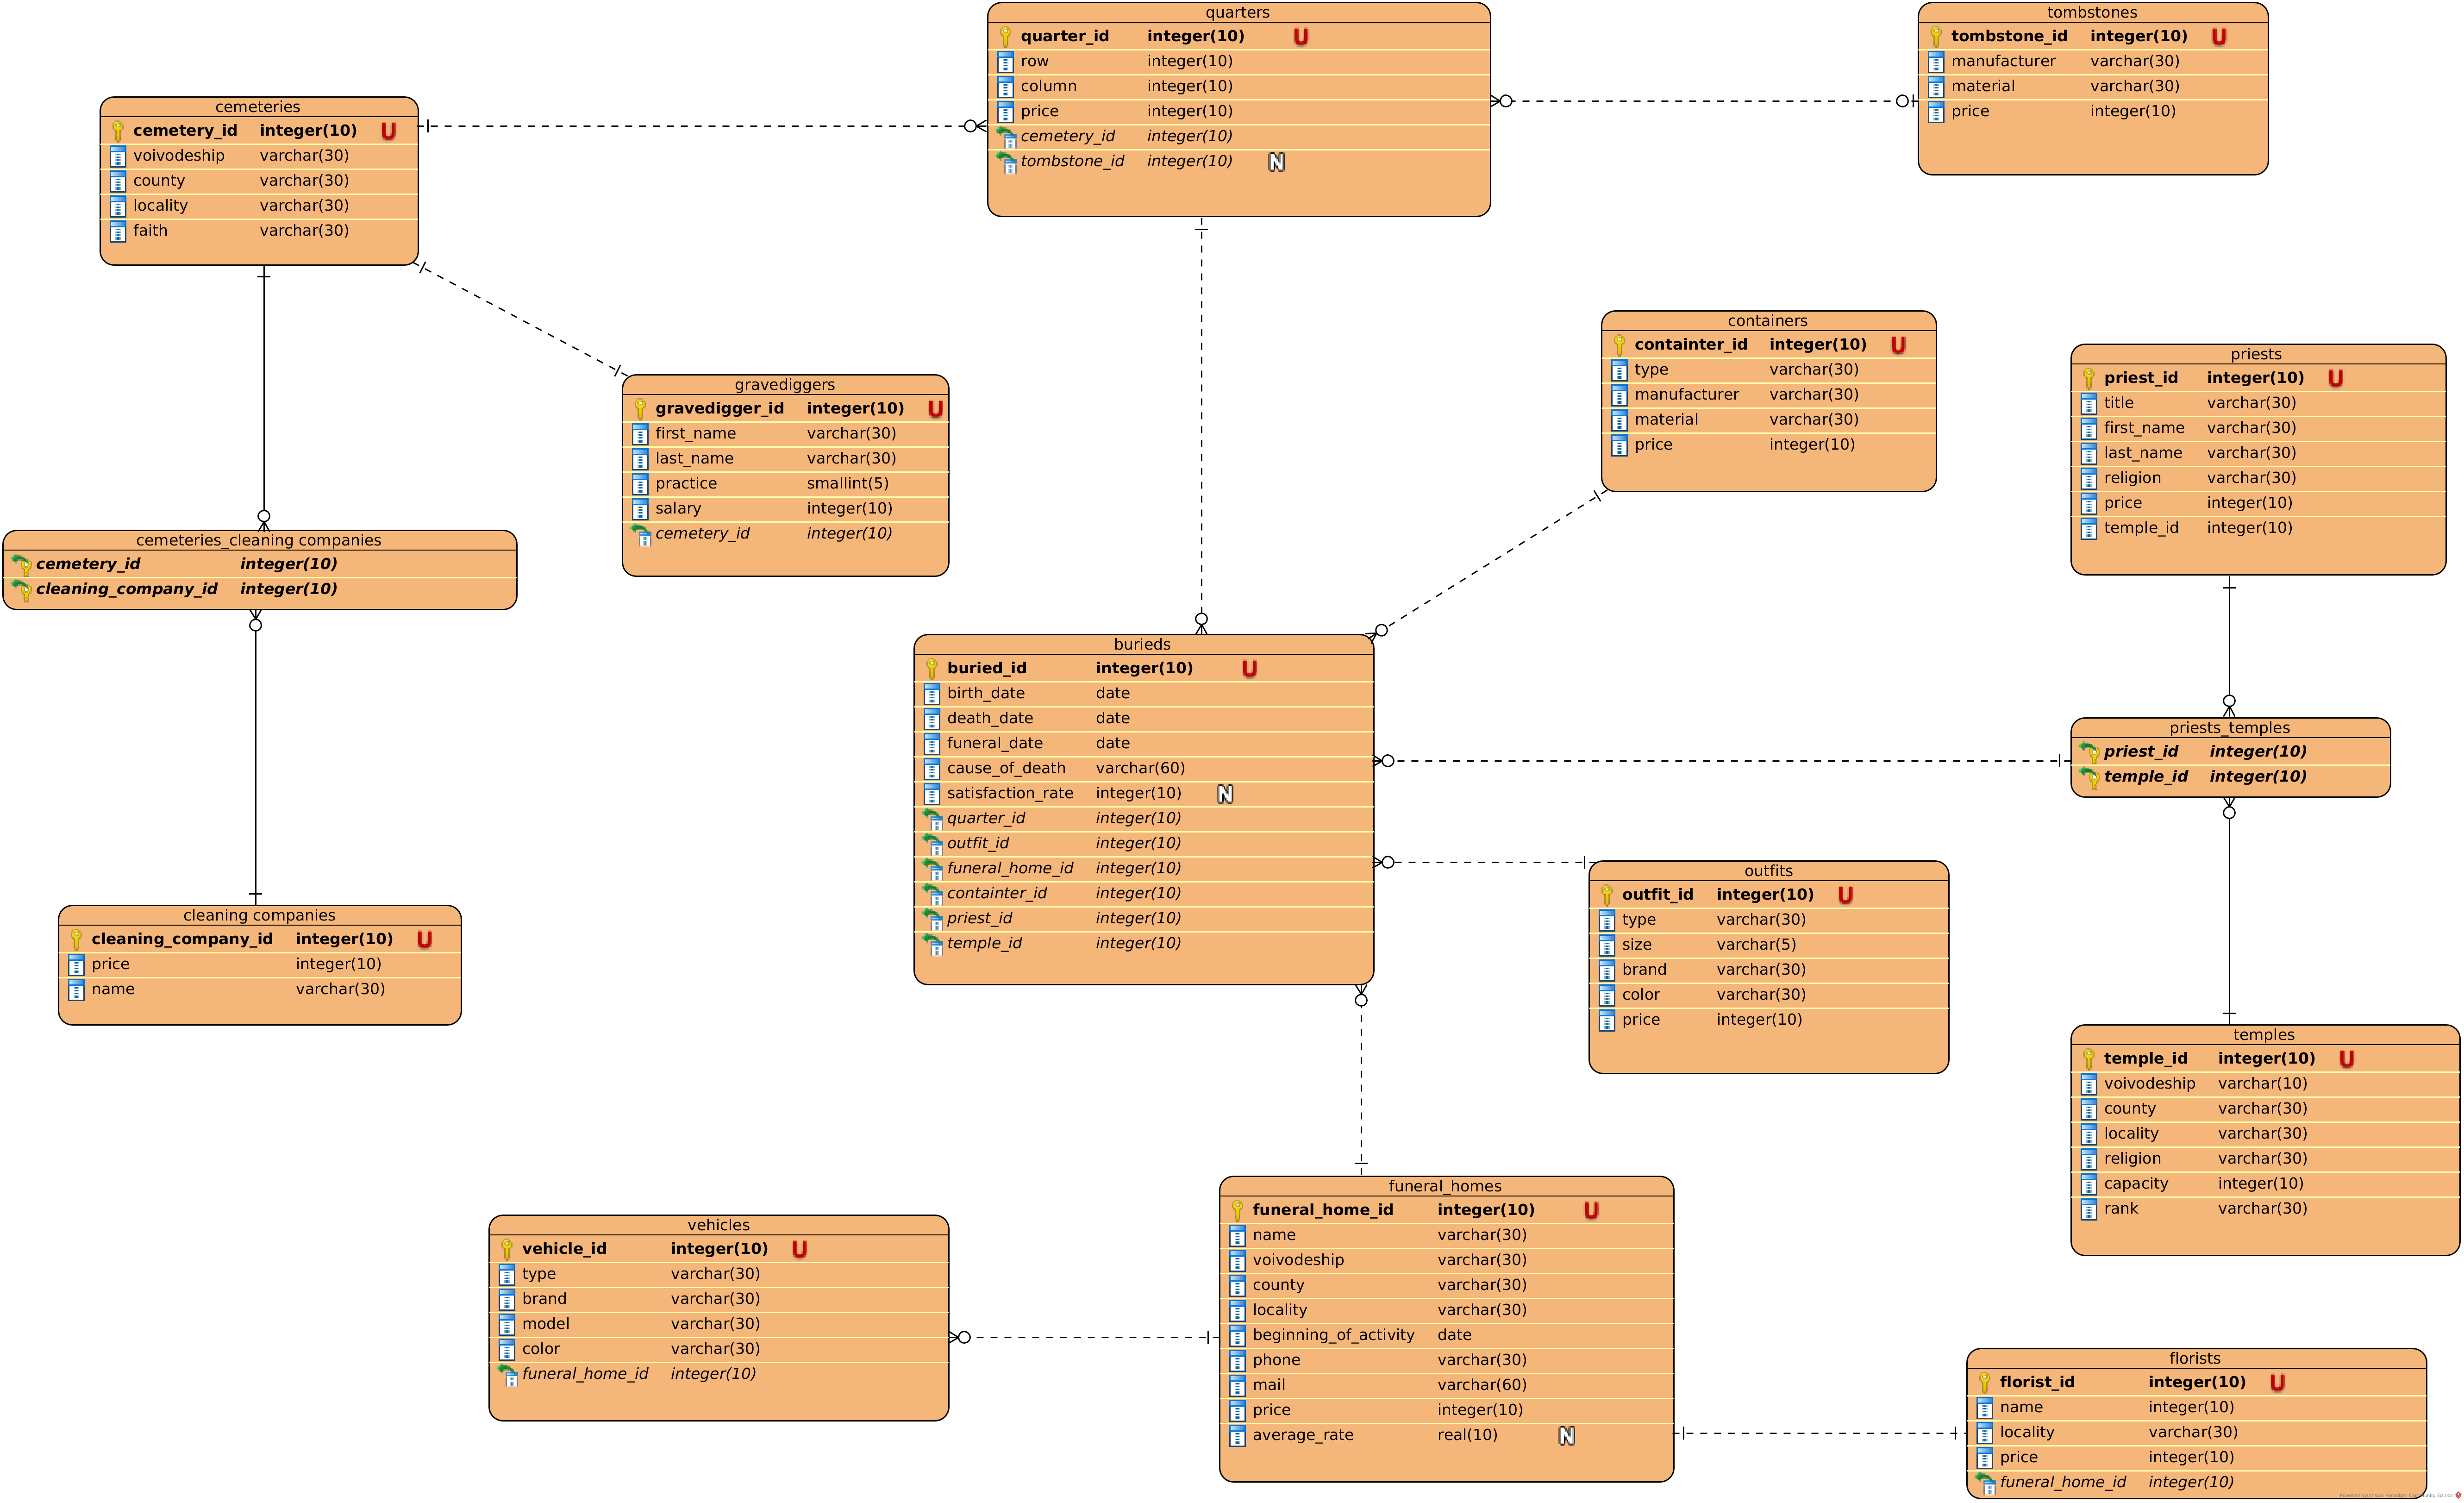 quarters
quarter_id integer(10) U
row integer(10)
column integer(10)
price integer(10)
cemetery_id integer(10)
tombstone_id integer(10) N
tombstones
tombstone_id integer(10) U
manufacturer varchar(30)
material varchar(30)
price integer(10)
cemeteries
cemetery_id integer(10) U
voivodeship varchar(30)
county varchar(30)
locality varchar(30)
faith varchar(30)
containers
containter_id integer(10) U
type varchar(30)
manufacturer varchar(30)
material varchar(30)
price integer(10)
priests
priest_id integer(10) U
title varchar(30)
first_name varchar(30)
last_name varchar(30)
religion varchar(30)
price integer(10)
temple_id integer(10)
gravediggers
gravedigger_id integer(10) U
first_name varchar(30)
last_name varchar(30)
practice smallint(5)
salary integer(10)
cemetery_id integer(10)
cemeteries_cleaning companies
cemetery_id integer(10)
cleaning_company_id integer(10)
burieds
buried_id integer(10) U
birth_date date
death_date date
funeral_date date
cause_of_death varchar(60)
satisfaction_rate integer(10) N
quarter_id integer(10)
outfit_id integer(10)
funeral_home_id integer(10)
containter_id integer(10)
priest_id integer(10)
temple_id integer(10)
priests_temples
priest_id integer(10)
temple_id integer(10)
outfits
outfit_id integer(10) U
type varchar(30)
size varchar(5)
brand varchar(30)
color varchar(30)
price integer(10)
cleaning companies
cleaning_company_id integer(10) U
price integer(10)
name varchar(30)
temples
temple_id integer(10) U
voivodeship varchar(10)
county varchar(30)
locality varchar(30)
religion varchar(30)
capacity integer(10)
rank varchar(30)
funeral_homes
funeral_home_id integer(10) U
name varchar(30)
voivodeship varchar(30)
county varchar(30)
locality varchar(30)
beginning_of_activity date
phone varchar(30)
mail varchar(60)
price integer(10)
average_rate real(10) N
vehicles
vehicle_id integer(10) U
type varchar(30)
brand varchar(30)
model varchar(30)
color varchar(30)
funeral_home_id integer(10)
florists
florist_id integer(10) U
name integer(10)
locality varchar(30)
price integer(10)
funeral_home_id integer(10)
Powered By Visual Paradigm Community Edition